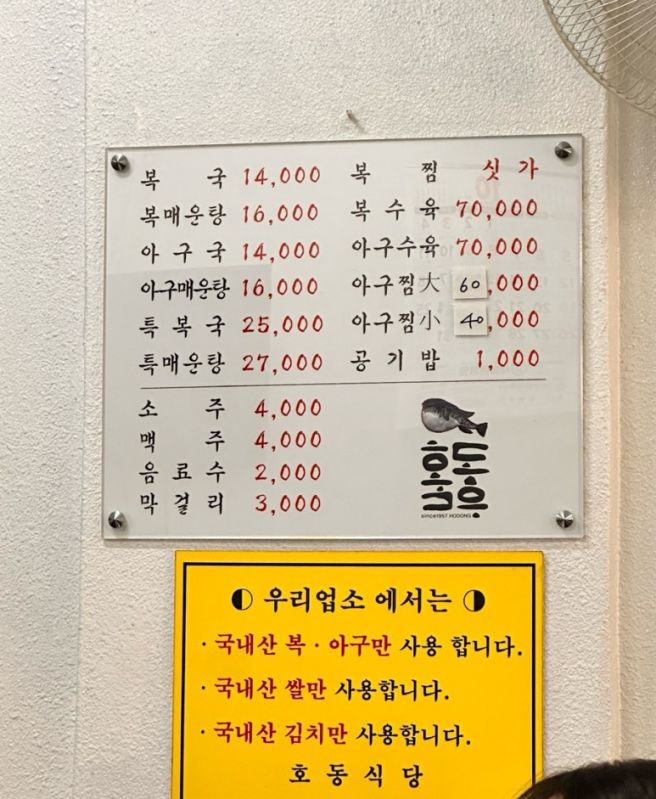 복 국 14,000
복매운탕 16,000
아 구 국 14,000
아구매운탕 16,000
특 복 국 25,000
특매운탕 27,000
복 찜 싯 가
복 수 육 70,000
아구수육 70,000
아구찜大 60,000
아구찜小 40,000
공 기 밥 1,000
소 주 4,000
맥 주 4,000
음 료 수 2,000
막 걸 리 3,000
since1957 HODONG
우리업소 에서는
· 국내산 복 · 아구만 사용 합니다.
· 국내산 쌀만 사용합니다.
· 국내산 김치만 사용합니다.
호 동 식 당